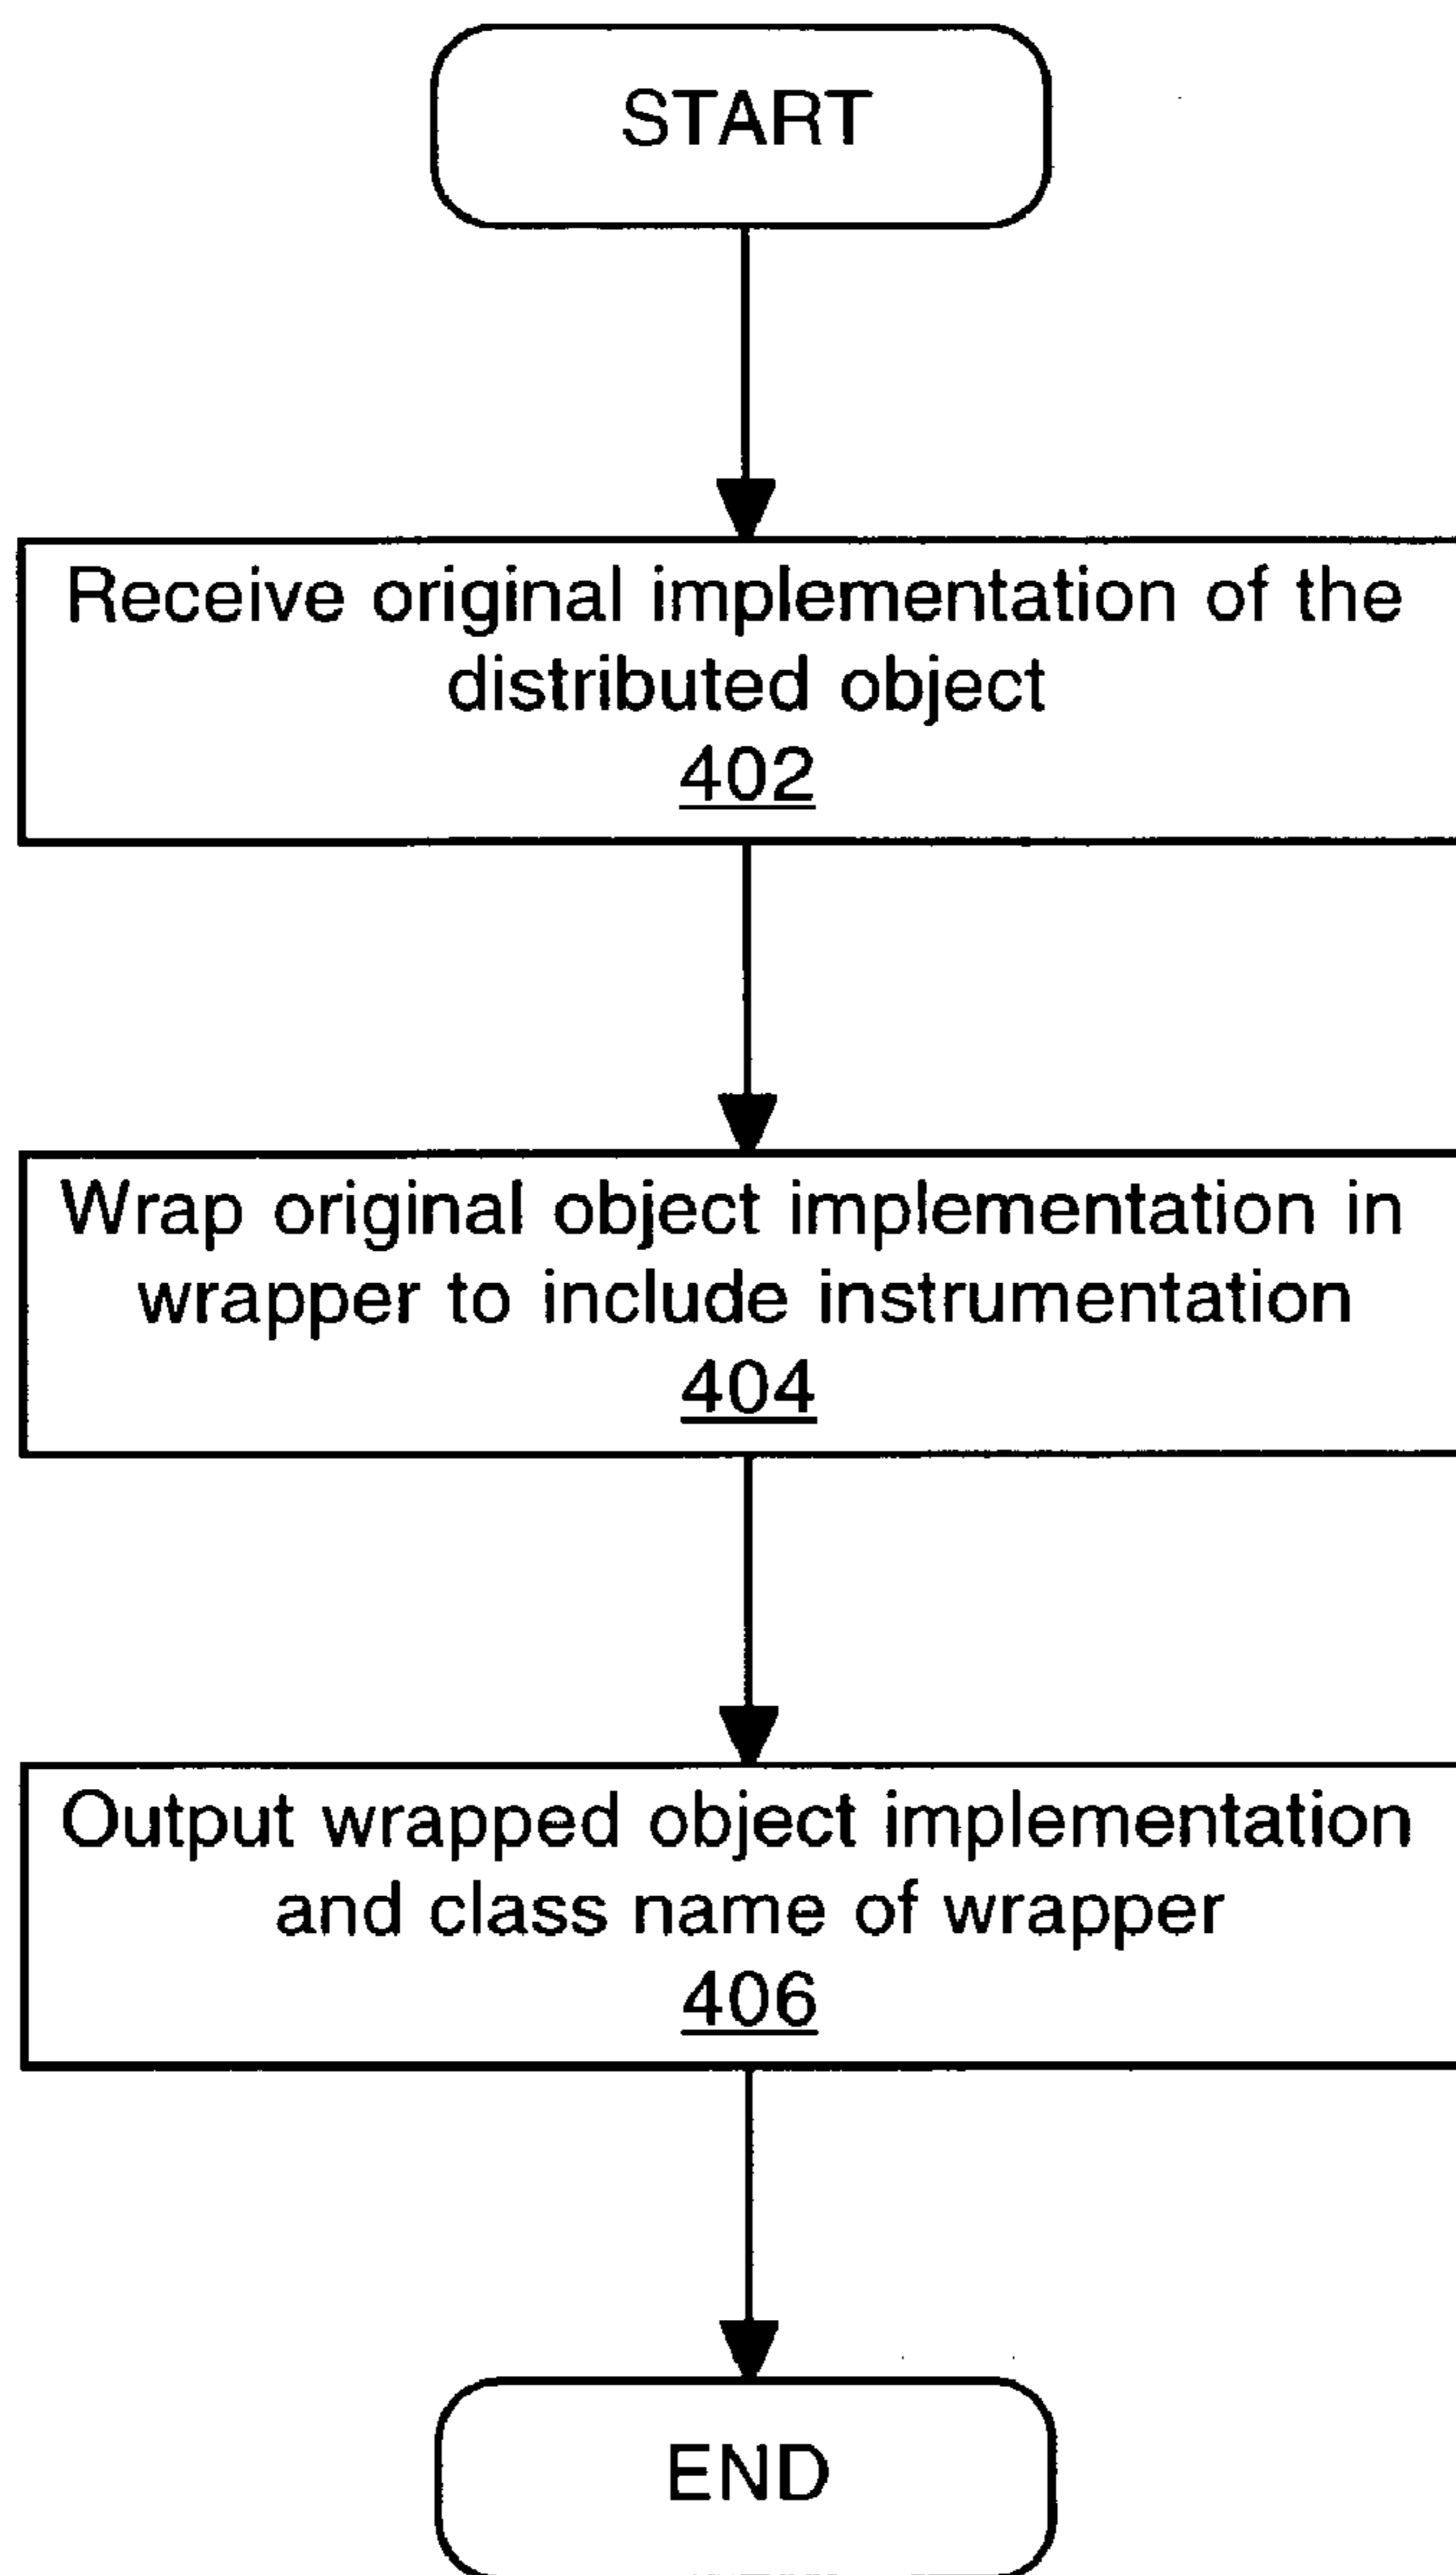 START
Receive original implementation of the
distributed object
402
Wrap original object implementation in
wrapper to include instrumentation
404
Output wrapped object implementation
and class name of wrapper
406
END